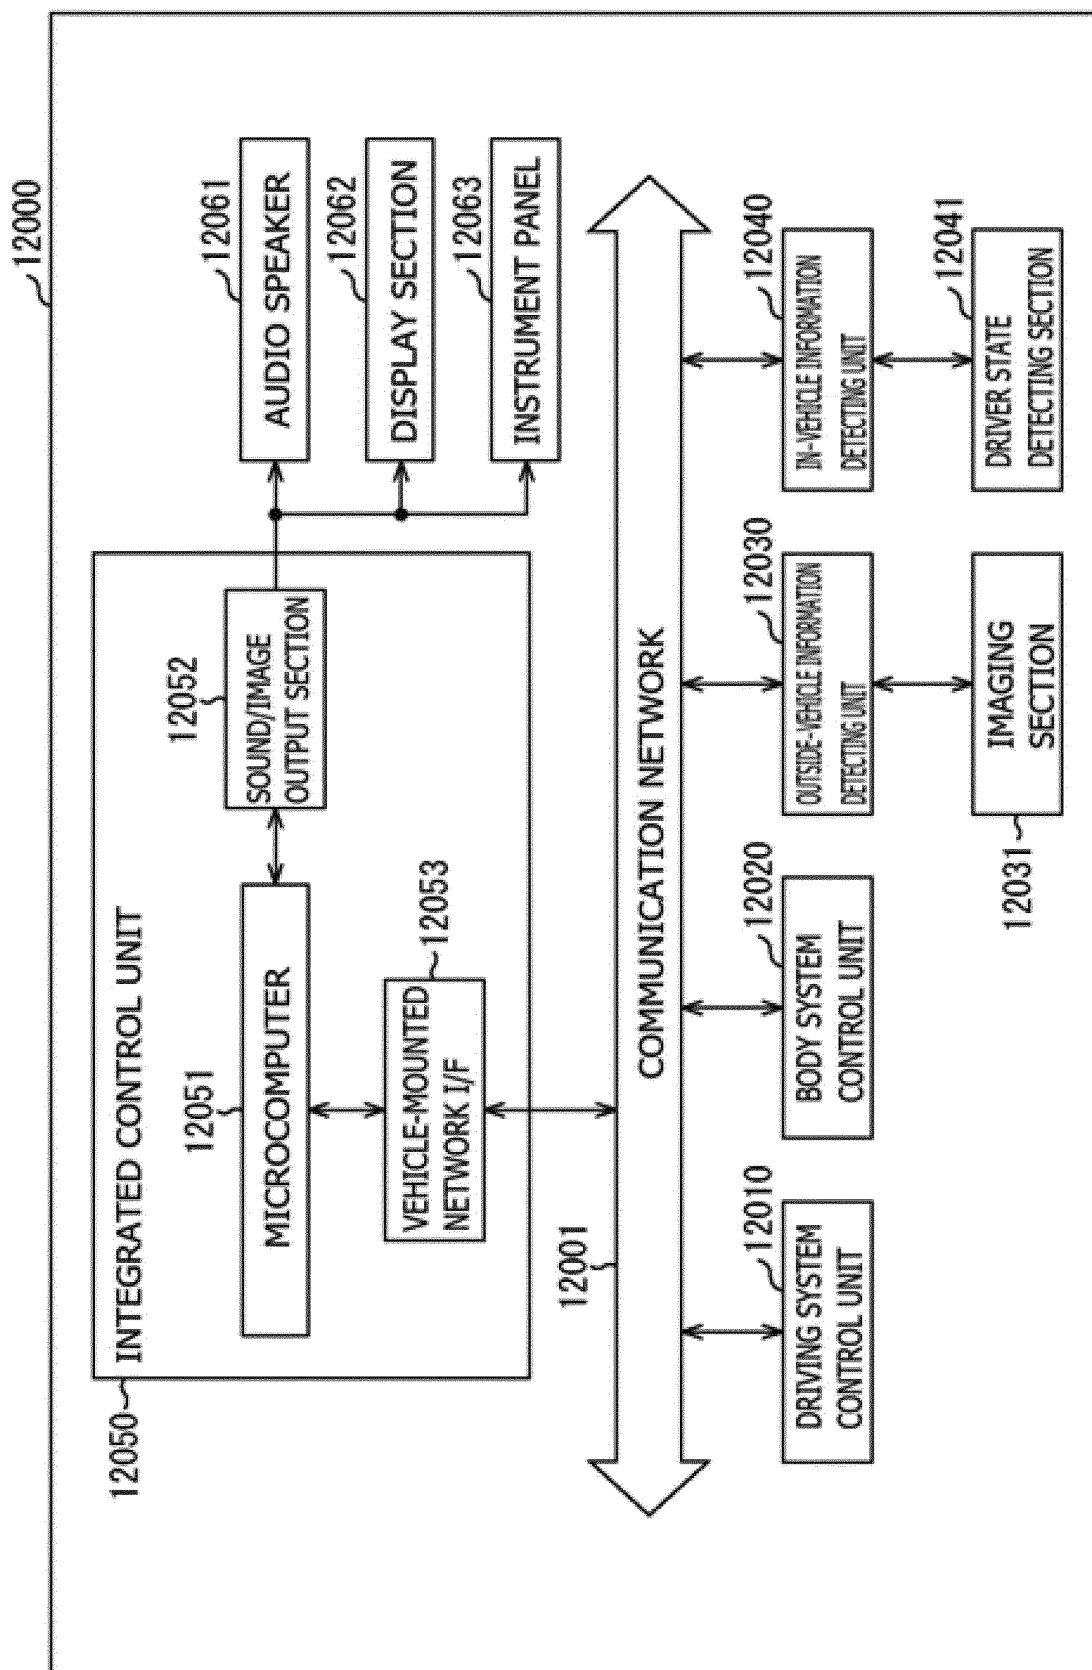 12000
12050
INTEGRATED CONTROL UNIT
12051
MICROCOMPUTER
12052
SOUND/IMAGE
OUTPUT SECTION
12053
VEHICLE-MOUNTED
NETWORK I/F
12061
AUDIO SPEAKER
12062
DISPLAY SECTION
12063
INSTRUMENT PANEL
12001
COMMUNICATION NETWORK
12010
DRIVING SYSTEM
CONTROL UNIT
12020
BODY SYSTEM
CONTROL UNIT
12030
OUTSIDE-VEHICLE INFORMATION
DETECTING UNIT
12040
IN-VEHICLE INFORMATION
DETECTING UNIT
12031
IMAGING
SECTION
12041
DRIVER STATE
DETECTING SECTION